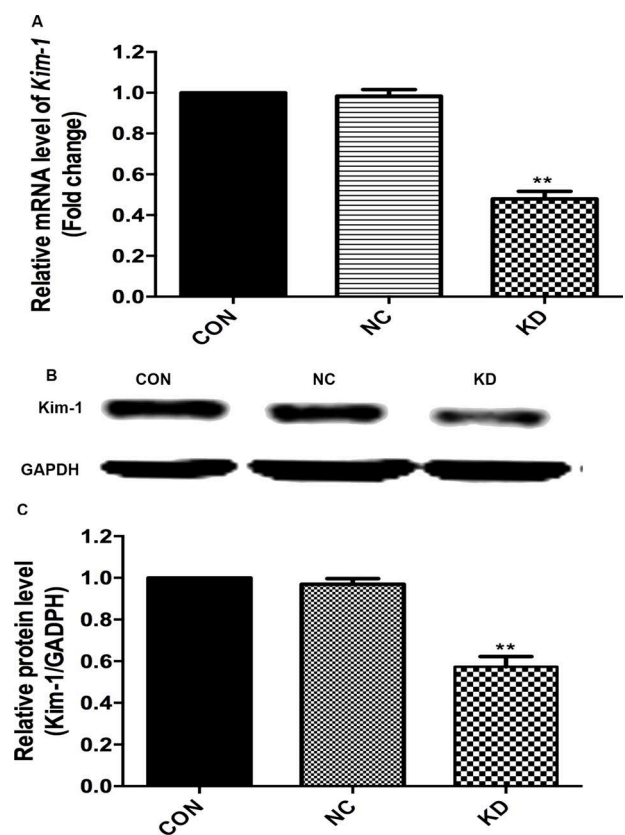 A
Relative mRNA level of Kim-1
(Fold change)
1.2
1.0
0.8
0.6
0.4
0.2
0.0
**
CON
NC
KD
B
CON
NC
KD
Kim-1
GAPDH
C
Relative protein level
(Kim-1/GADPH)
1.2
1.0
0.8
0.6
0.4
0.2
0.0
**
CON
NC
KD